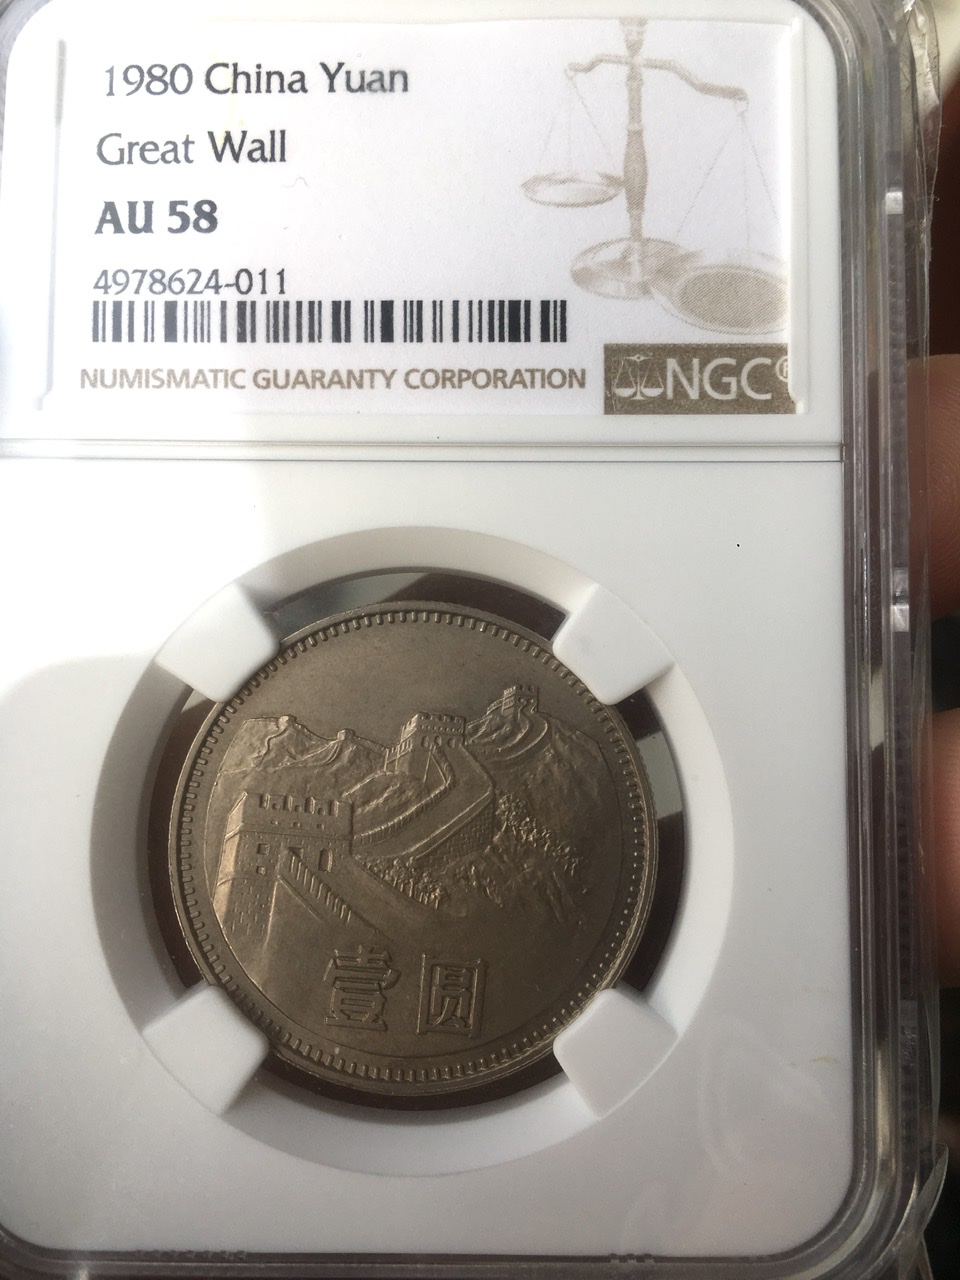 1980 China Yuan
Great Wall
AU 58
4978624-011
NUMISMATIC GUARANTY CORPORATION
NGC®
壹圆